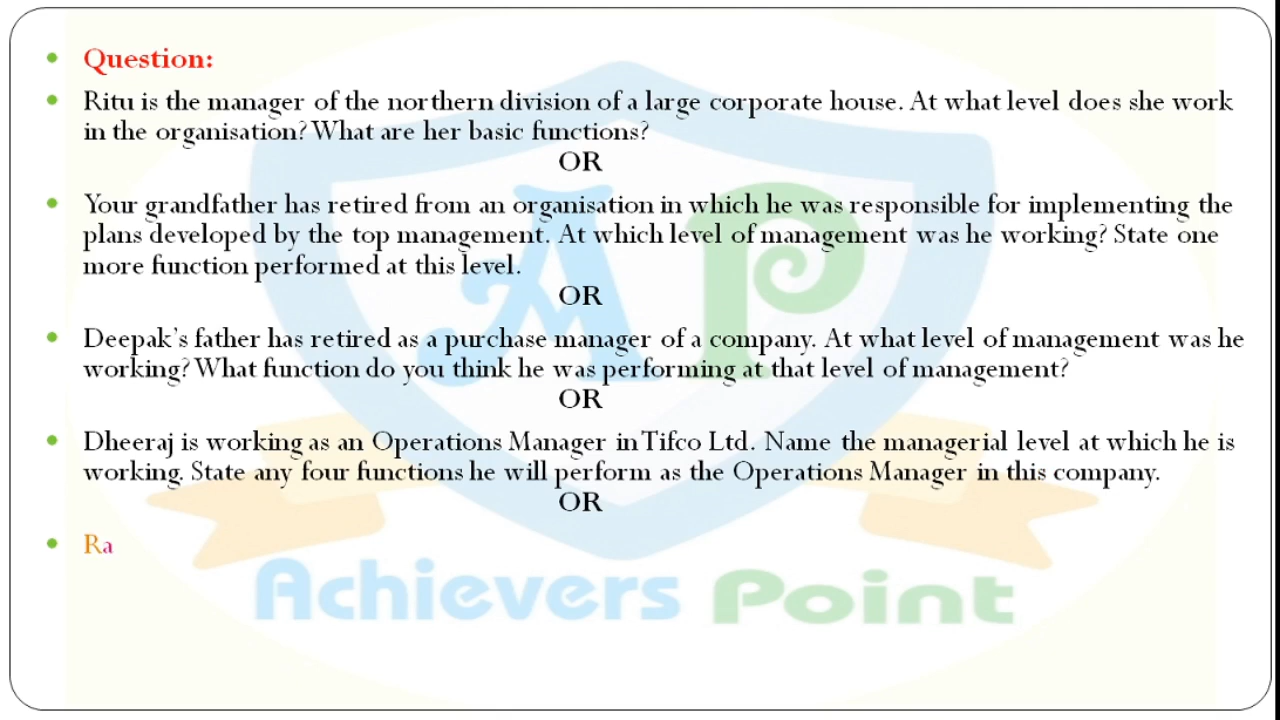 Question:
Ritu is the manager of the northern division of a large corporate house. At what level does she work
in the organisation? What are her basic functions?
OR
Your grandfather has retired from an organisation in which he was responsible for implementing the
plans developed by the top management. At which level of management was he working? State one
more function performed at this level.
OR
Deepak's father has retired as a purchase manager of a company. At what level of management was he
working? What function do you think he was performing at that level of management?
OR
Dheeraj is working as an Operations Manager in Tifco Ltd. Name the managerial level at which he is
working. State any four functions he will perform as the Operations Manager in this company.
OR
Ra
AP
Achievers Point